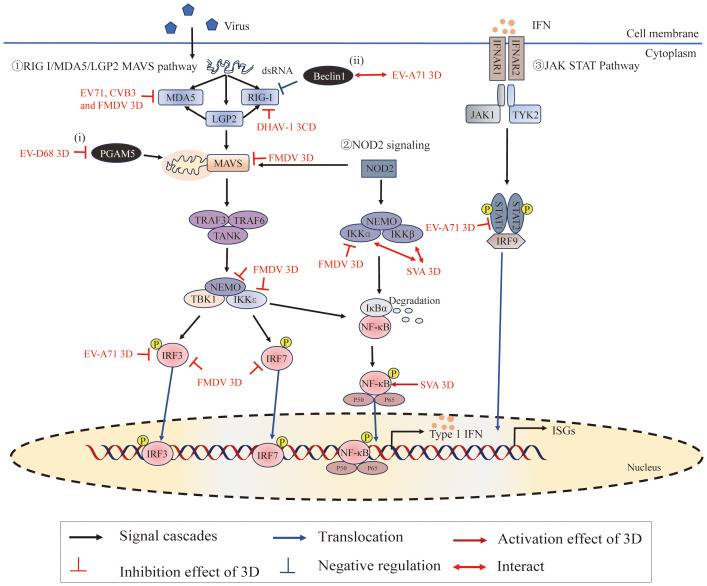 Virus
IFN
Cell membrane
Cytoplasm
IFNAR1
IFNAR2
①RIG I/MDA5/LGP2 MAVS pathway
dsRNA
(ii)
Beclin1
EV-A71 3D
③JAK STAT Pathway
EV71, CVB3
and FMDV 3D
MDA5
RIG-I
LGP2
DHAV-1 3CD
JAK1
TYK2
(i)
EV-D68 3D
PGAM5
MAVS
FMDV 3D
②NOD2 signaling
NOD2
TRAF3
TRAF6
TANK
NEMO
IKKα
IKKβ
FMDV 3D
SVA 3D
EV-A71 3D
P
P
STAT1
STAT2
IRF9
FMDV 3D
NEMO
TBK1
IKKε
IκBα
Degradation
NF-κB
P
IRF3
EV-A71 3D
FMDV 3D
P
IRF7
P
NF-κB
P50
P65
SVA 3D
P
IRF3
P
IRF7
P
NF-κB
P50
P65
Type 1 IFN
ISGs
Nucleus
Signal cascades
Translocation
Activation effect of 3D
Inhibition effect of 3D
Negative regulation
Interact